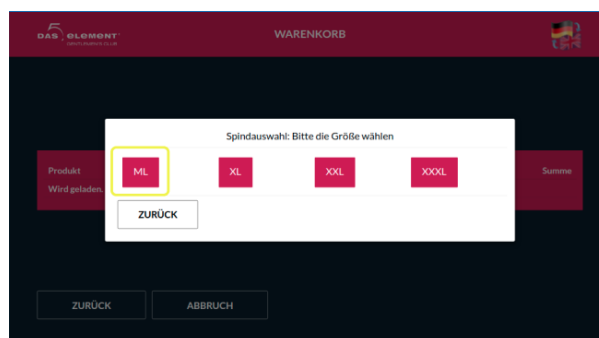 DAS 5 ELEMENT
WARENKORB
Spindauswahl: Bitte die Größe wählen
Produkt
Summe
ML
XL
XXL
XXXL
Wird geladen.
ZURÜCK
ZURÜCK
ABBRUCH